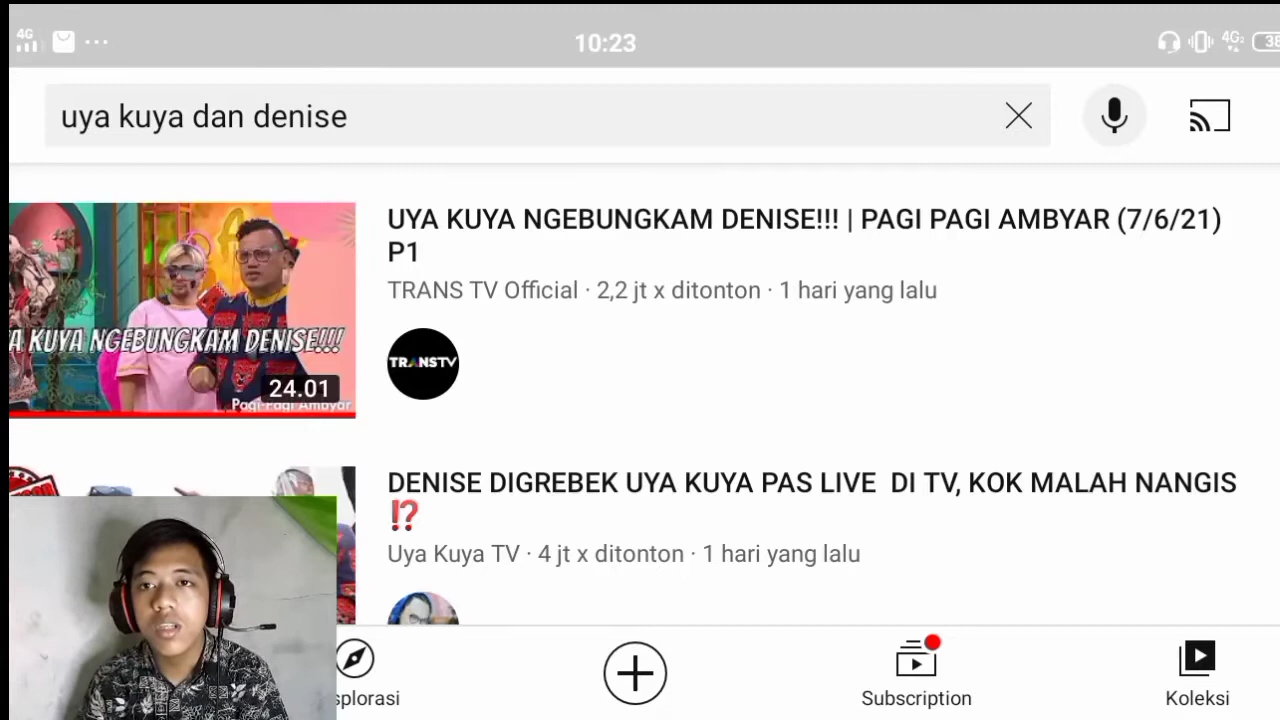 4G
10:23
4G²
38
uya kuya dan denise
UYA KUYA NGEBUNGKAM DENISE!!! | PAGI PAGI AMBYAR (7/6/21)
P1
TRANS TV Official · 2,2 jt x ditonton · 1 hari yang lalu
A KUYA NGEBUNGKAM DENISE!!!
24.01
Pagi-Pagi Ambyar
TRANSTV
DENISE DIGREBEK UYA KUYA PAS LIVE DI TV, KOK MALAH NANGIS
⁉️
Uya Kuya TV · 4 jt x ditonton · 1 hari yang lalu
splorasi
Subscription
Koleksi